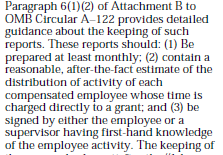 Paragraph 6(1)(2) of Attachment B to
OMB Circular A–122 provides detailed
guidance about the keeping of such
reports. These reports should: (1) Be
prepared at least monthly; (2) contain a
reasonable, after-the-fact estimate of the
distribution of activity of each
compensated employee whose time is
charged directly to a grant; and (3) be
signed by either the employee or a
supervisor having first-hand knowledge
of the employee activity. The keeping of